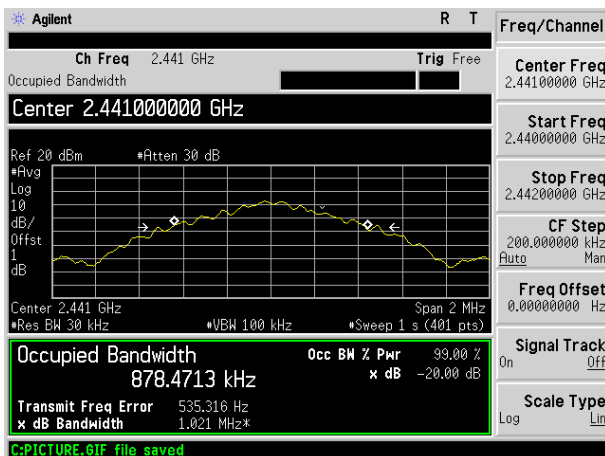 Agilent R T
Ch Freq 2.441 GHz Trig Free
Occupied Bandwidth
Center 2.441000000 GHz
Ref 20 dBm #Atten 30 dB
#Avg
Log
10
dB/
Offst
1
dB
Center 2.441 GHz Span 2 MHz
#Res BW 30 kHz #VBW 100 kHz #Sweep 1 s (401 pts)
Occupied Bandwidth Occ BW % Pwr 99.00 %
878.4713 kHz x dB -20.00 dB
Transmit Freq Error 535.316 Hz
x dB Bandwidth 1.021 MHz*
C:PICTURE.GIF file saved
Freq/Channel
Center Freq
2.44100000 GHz
Start Freq
2.44000000 GHz
Stop Freq
2.44200000 GHz
CF Step
200.000000 kHz
Auto Man
Freq Offset
0.00000000 Hz
Signal Track
On Off
Scale Type
Log Lin